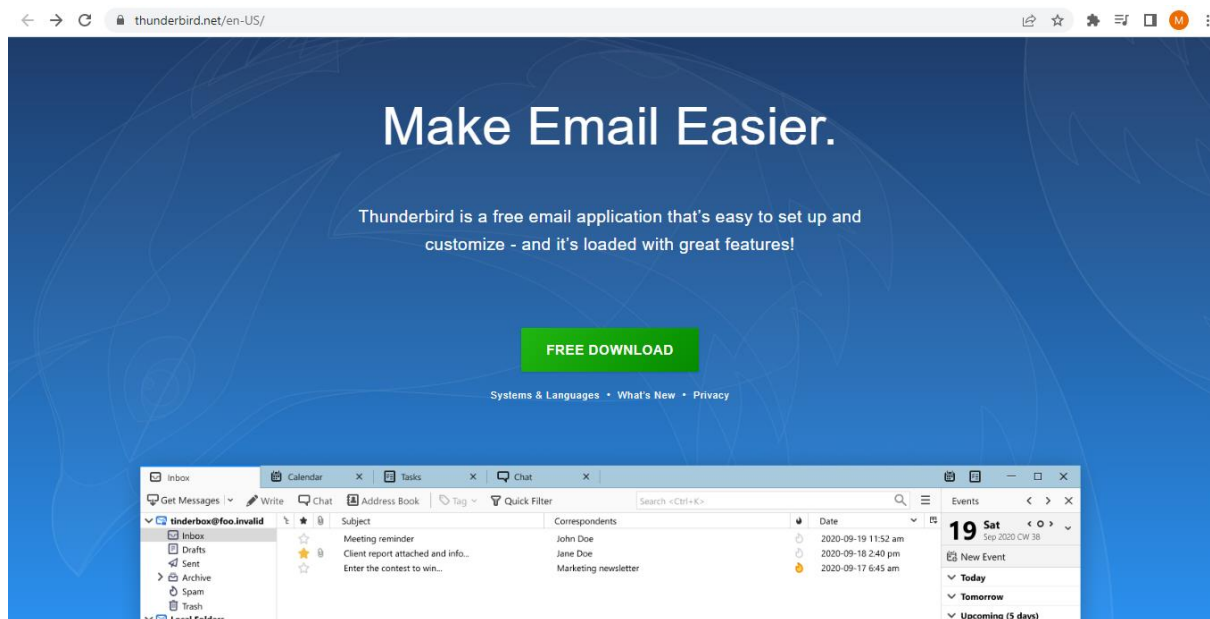 thunderbird.net/en-US/
M
Make Email Easier.
Thunderbird is a free email application that's easy to set up and
customize - and it's loaded with great features!
FREE DOWNLOAD
Systems & Languages • What's New • Privacy
Inbox Calendar Tasks Chat
Get Messages Write Chat Address Book Tag Quick Filter Search <Ctrl+K> Events
tinderbox@foo.invalid Subject Correspondents Date 19 Sat
Sep 2020 CW 38
Inbox Meeting reminder John Doe 2020-09-19 11:52 am
Drafts Client report attached and info... Jane Doe 2020-09-18 2:40 pm
Sent Enter the contest to win... Marketing newsletter 2020-09-17 6:45 am
New Event
Archive Today
Spam
Trash Tomorrow
Local Folders Upcoming (5 days)